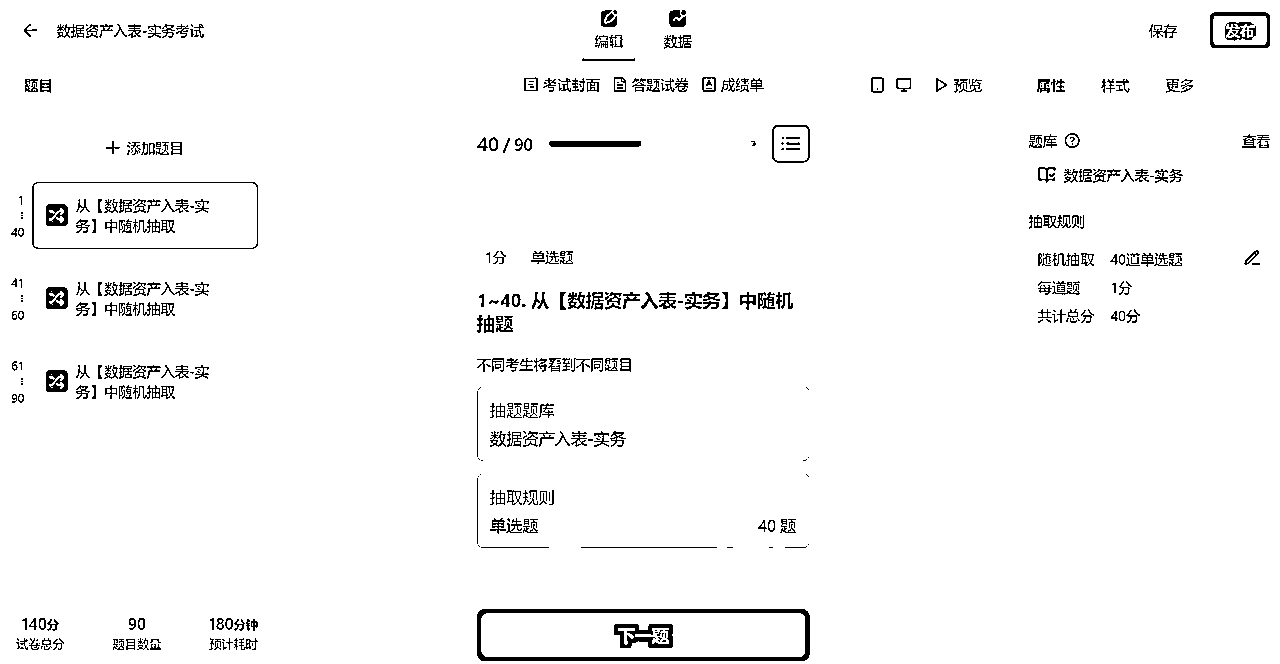 数据资产入表-实务考试
编辑
数据
保存
发布
题目
考试封面
答题试卷
成绩单
预览
属性
样式
更多
添加题目
1
40
从【数据资产入表-实
务】中随机抽取
41
60
从【数据资产入表-实
务】中随机抽取
61
90
从【数据资产入表-实
务】中随机抽取
140分
试卷总分
90
题目数量
180分钟
预计耗时
40 / 90
1分
单选题
1~40. 从【数据资产入表-实务】中随机
抽题
不同考生将看到不同题目
抽题题库
数据资产入表-实务
抽取规则
单选题
40 题
下一题
题库
查看
数据资产入表-实务
抽取规则
随机抽取 40道单选题
每道题 1分
共计总分 40分